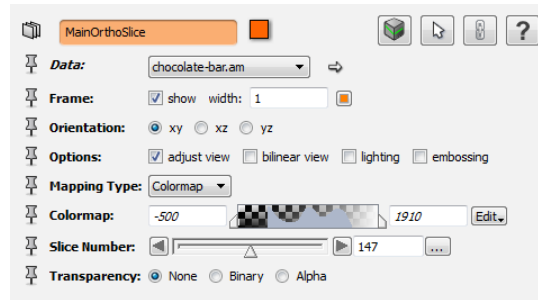 MainOrthoSlice ?
Data: chocolate-bar.am
Frame: show width: 1
Orientation: xy xz yz
Options: adjust view bilinear view lighting embossing
Mapping Type: Colormap
Colormap: -500 1910 Edit
Slice Number: 147 ...
Transparency: None Binary Alpha